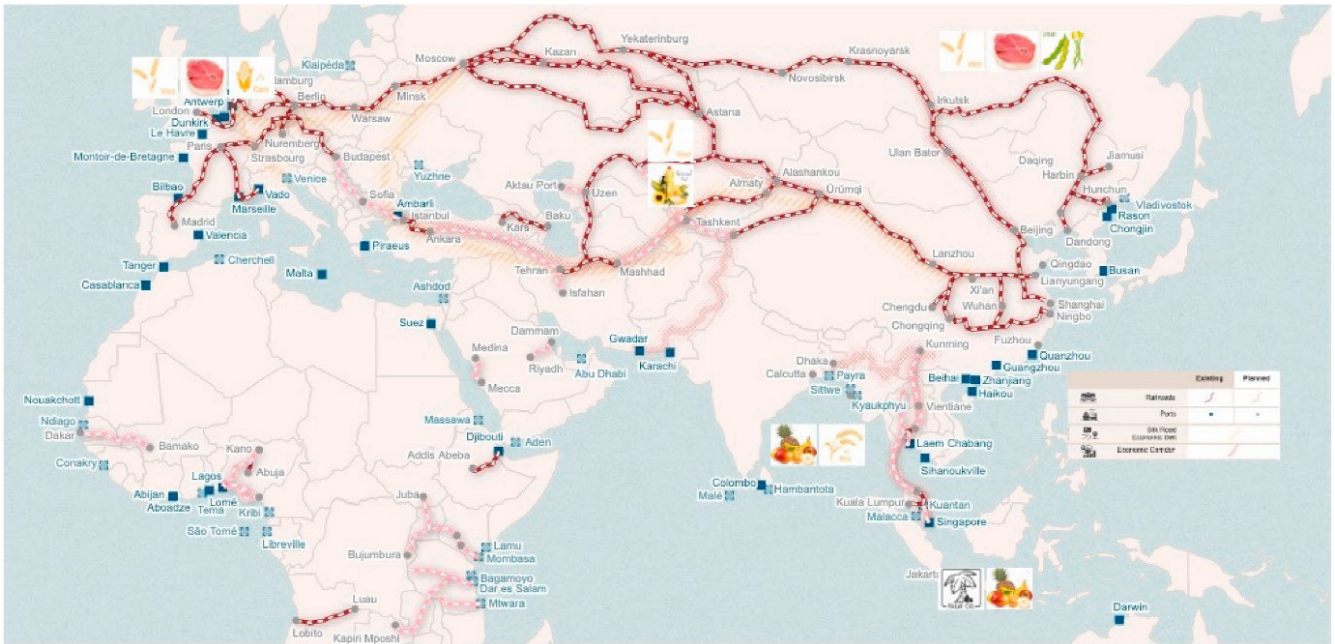 Klaipėda
Moscow
Kazan
Yekaterinburg
Krasnoyarsk
Novosibirsk
Corn
Antwerp
Berlin
London
Dunkirk
Le Havre
Warsaw
Minsk
Astana
Irkutsk
Paris
Nuremberg
Strasbourg
Budapest
Montoir-de-Bretagne
Yuzhne
Ulan Bator
Daqing
Jiamusi
Harbin
Hunchun
Vladivostok
Rason
Chongjin
Dandong
Venice
Bilbao
Vado
Marseille
Sofia
Ambarli
Istanbul
Aktau Port
Uzen
Almaty
Alashankou
Ürümqi
Madrid
Valencia
Ankara
Kars
Baku
Tashkent
Beijing
Piraeus
Tanger
Cherchell
Malta
Casablanca
Tehran
Mashhad
Isfahan
Lanzhou
Qingdao
Lianyungang
Busan
Ashdod
Suez
Xi'an
Chengdu
Wuhan
Shanghai
Ningbo
Chongqing
Dammam
Medina
Riyadh
Mecca
Abu Dhabi
Gwadar
Karachi
Kunming
Fuzhou
Quanzhou
Guangzhou
Dhaka
Calcutta
Payra
Sittwe
Kyaukphyu
Beihai
Zhanjiang
Haikou
Vientiane
Existing
Planned
Railroads
Ports
Silk Road
Economic Belt
Economic Corridor
Nouakchott
Ndiago
Dakar
Bamako
Massawa
Djibouti
Aden
Addis Abeba
Kano
Abuja
Conakry
Lagos
Abijan
Aboadze
Lomé
Tema
Kribi
São Tomé
Libreville
Laem Chabang
Sihanoukville
Colombo
Hambantota
Malé
Kuala Lumpur
Kuantan
Malacca
Singapore
Juba
Bujumbura
Lamu
Mombasa
Bagamoyo
Dar es Salam
Mtwara
Luau
Lobito
Kapiri Mposhi
Darwin